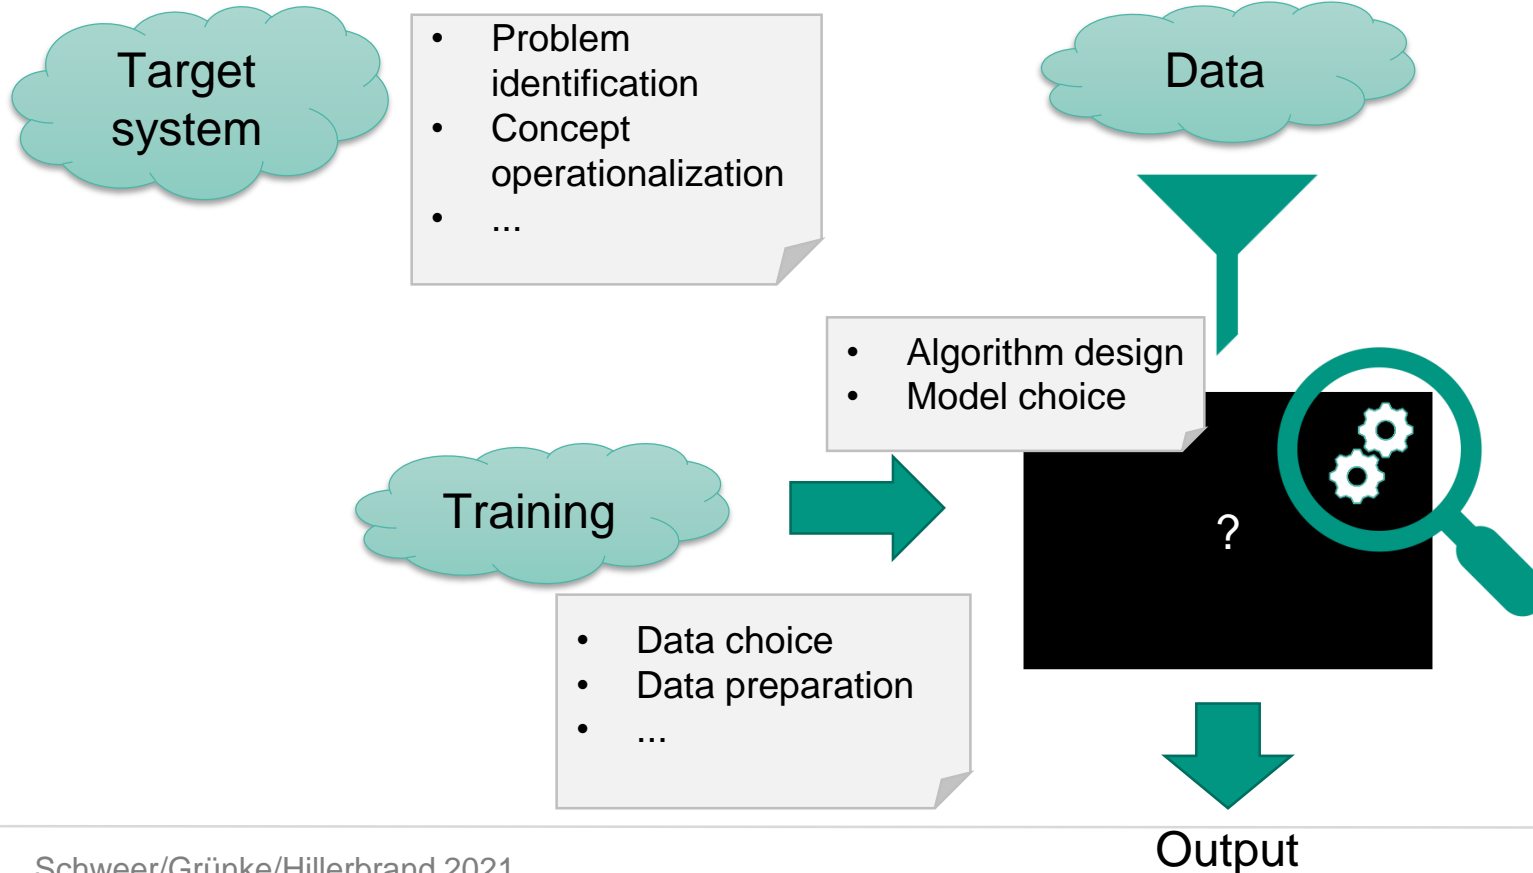 Target
system
• Problem
identification
• Concept
operationalization
• ...
Data
• Algorithm design
• Model choice
Training
?
• Data choice
• Data preparation
• ...
Output
Schweer/Grünke/Hillerbrand 2021